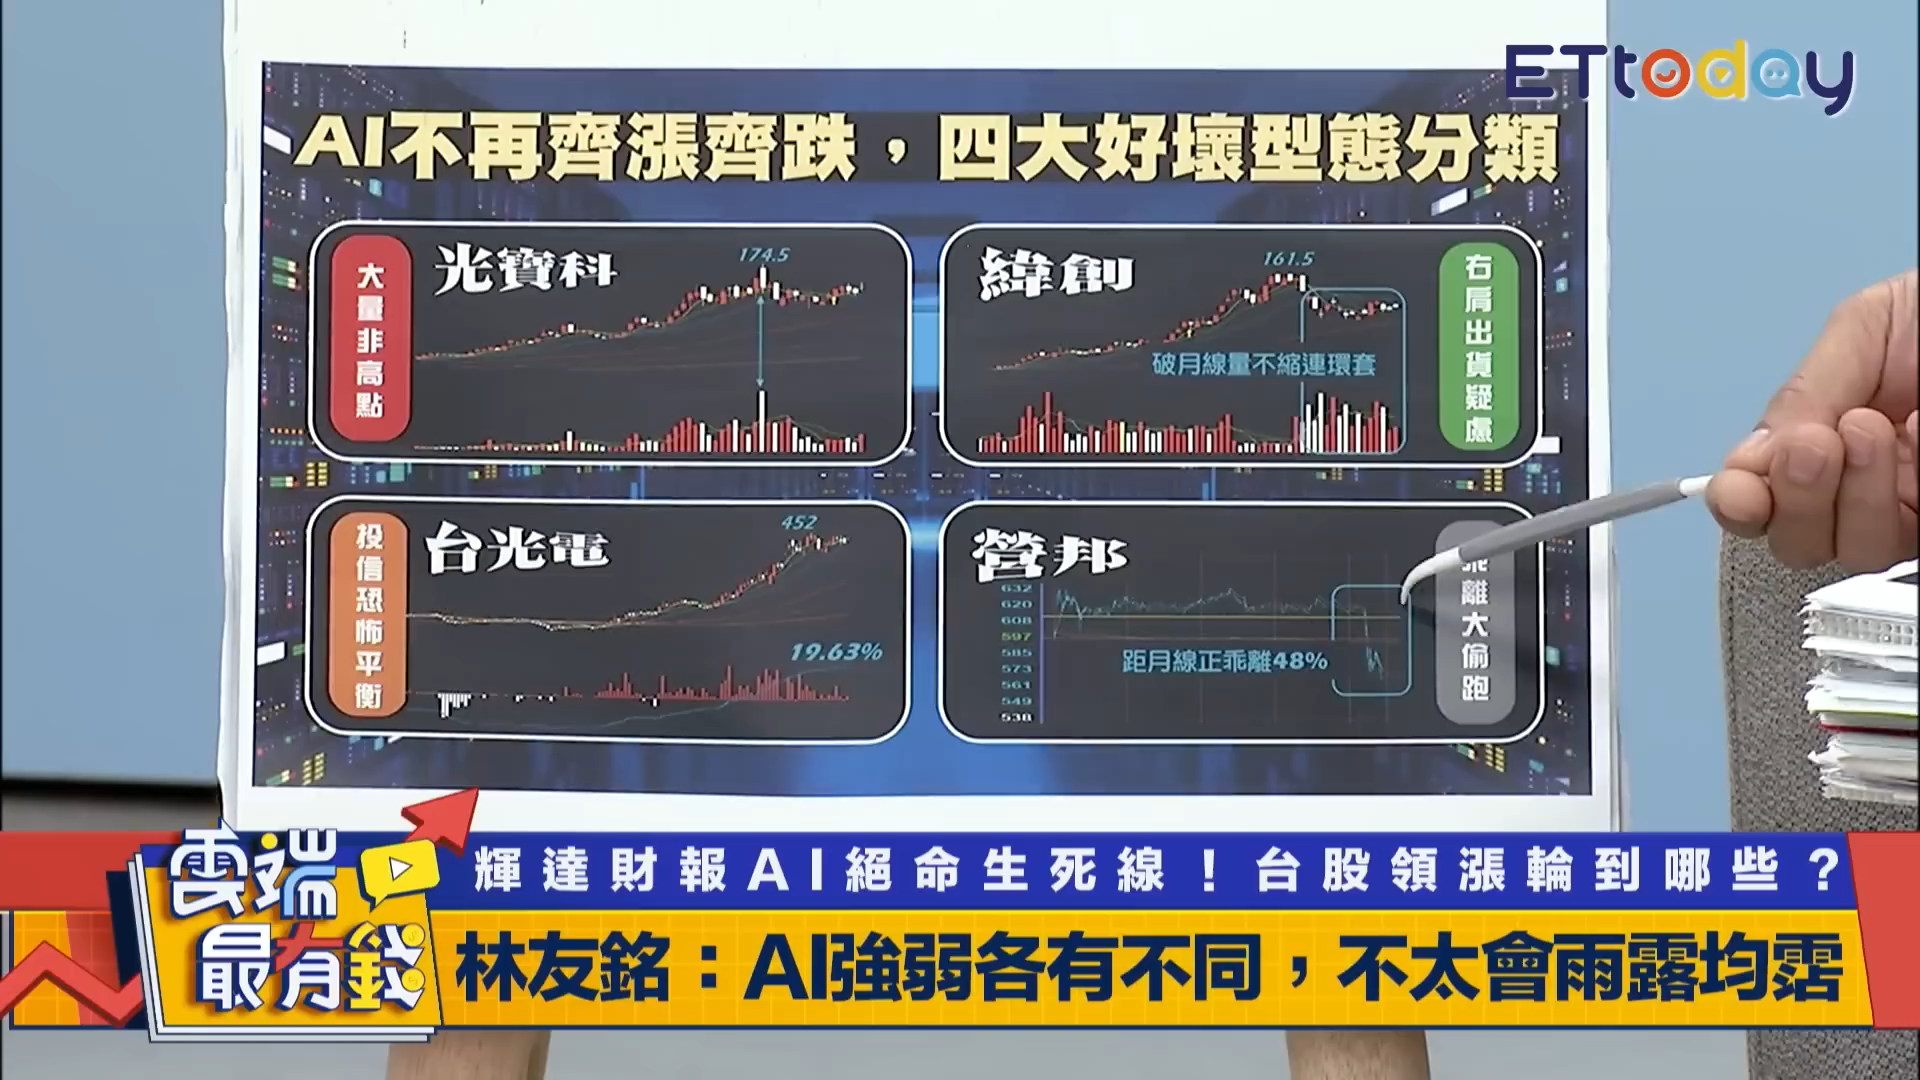 ETtoday
AI不再齊漲齊跌，四大好壞型態分類
大量非高點
光寶科
174.5
緯創
161.5
破月線量不縮連環套
右肩出貨疑慮
投信恐怖平衡
台光電
452
19.63%
營邦
632
620
608
597
585
573
561
549
538
距月線正乖離48%
乖離大偷跑
雲端最有錢
輝達財報AI絕命生死線！台股領漲輪到哪些？
林友銘：AI強弱各有不同，不太會雨露均霑